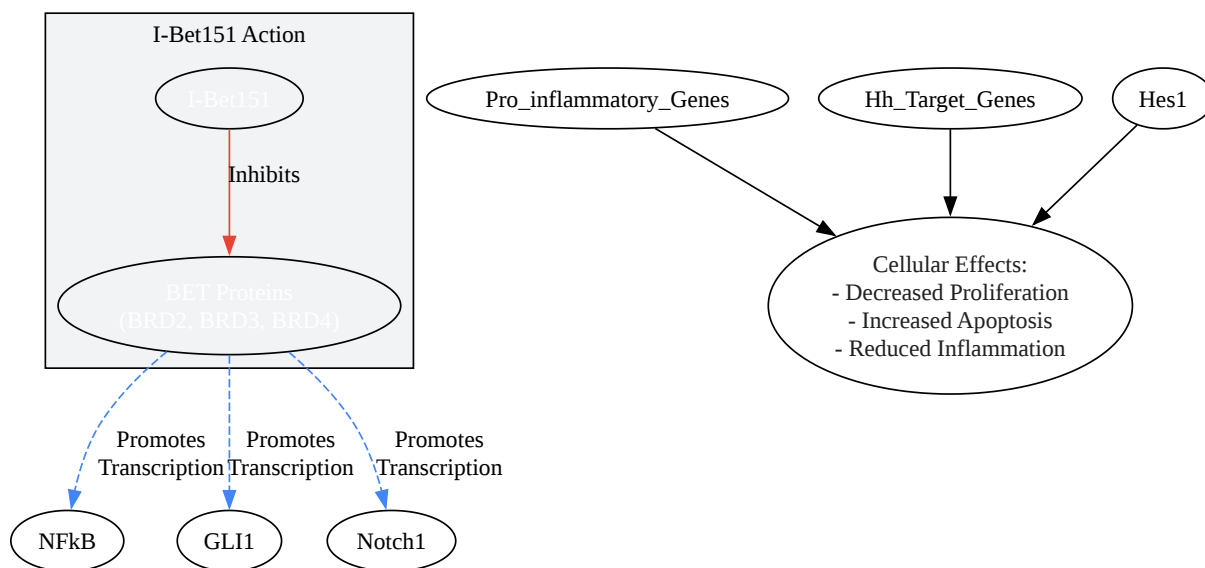 I-Bet151 Action
I-Bet151
Inhibits
BET Proteins
(BRD2, BRD3, BRD4)
Promotes
Transcription
Promotes
Transcription
Promotes
Transcription
NFkB
GLI1
Notch1
Pro_inflammatory_Genes
Hh_Target_Genes
Hes1
Cellular Effects:
- Decreased Proliferation
- Increased Apoptosis
- Reduced Inflammation